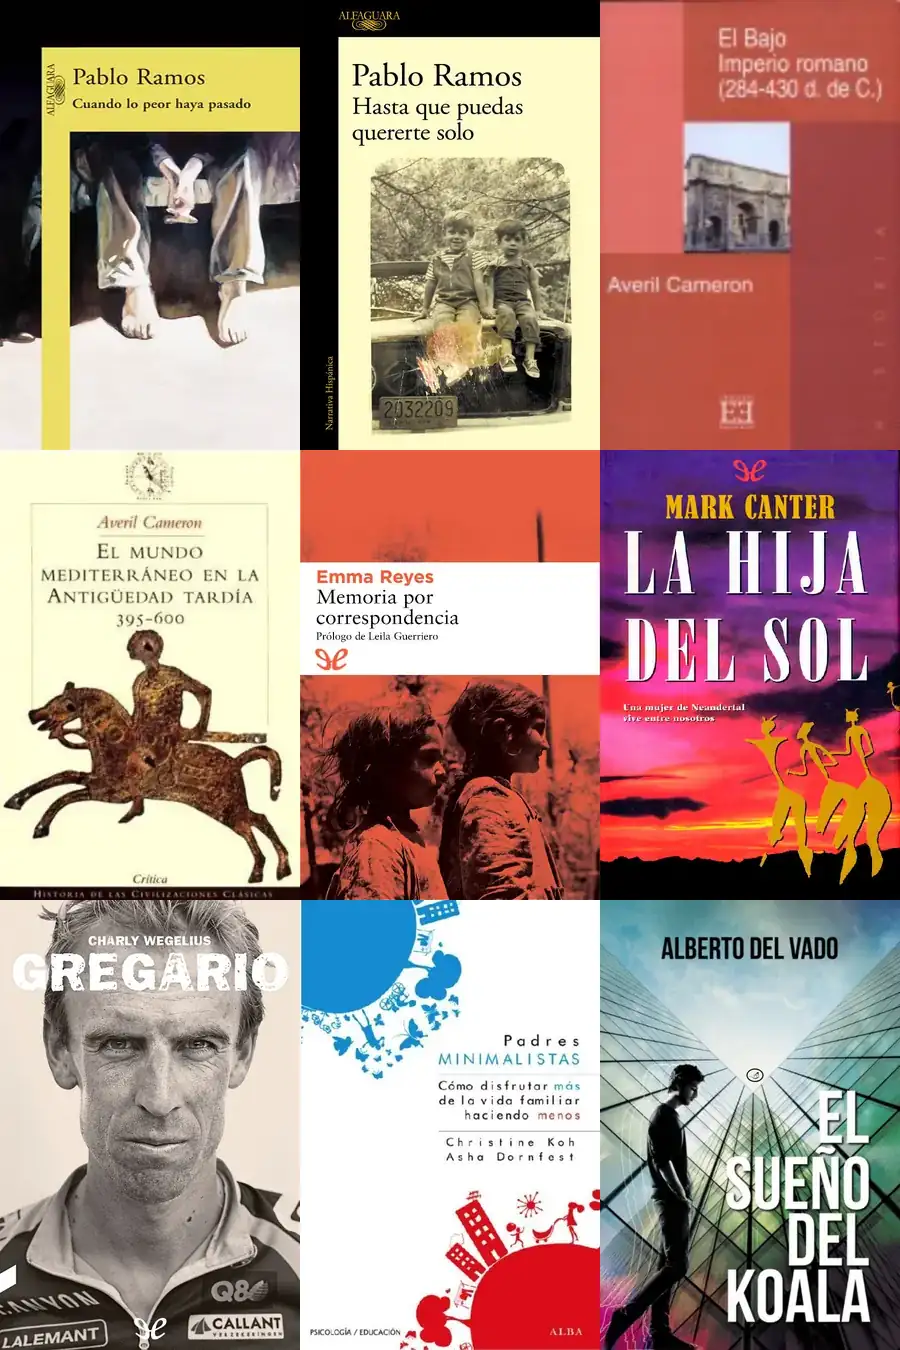 ALFAGUARA
Pablo Ramos
Cuando lo peor haya pasado
ALFAGUARA
Pablo Ramos
Hasta que puedas
quererte solo
2032209
Narrativa Hispánica
El Bajo
Imperio romano
(284-430 d. de C.)
Averil Cameron
Averil Cameron
EL MUNDO
MEDITERRÁNEO EN LA
ANTIGÜEDAD TARDÍA
395-600
Crítica
HISTORIA DE LAS CIVILIZACIONES CLÁSICAS
Emma Reyes
Memoria por
correspondencia
Prólogo de Leila Guerriero
MARK CANTER
LA HIJA
DEL SOL
Una mujer de Neandertal
vive entre nosotros
CHARLY WEGELIUS
GREGARIO
CANYON
LALEMANT
Q8
CALLANT
VERZEKERINGEN
Padres
MINIMALISTAS
Cómo disfrutar más
de la vida familiar
haciendo menos
Christine Koh
Asha Dornfest
PSICOLOGÍA / EDUCACIÓN
ALBA
ALBERTO DEL VADO
EL
SUEÑO
DEL
KOALA